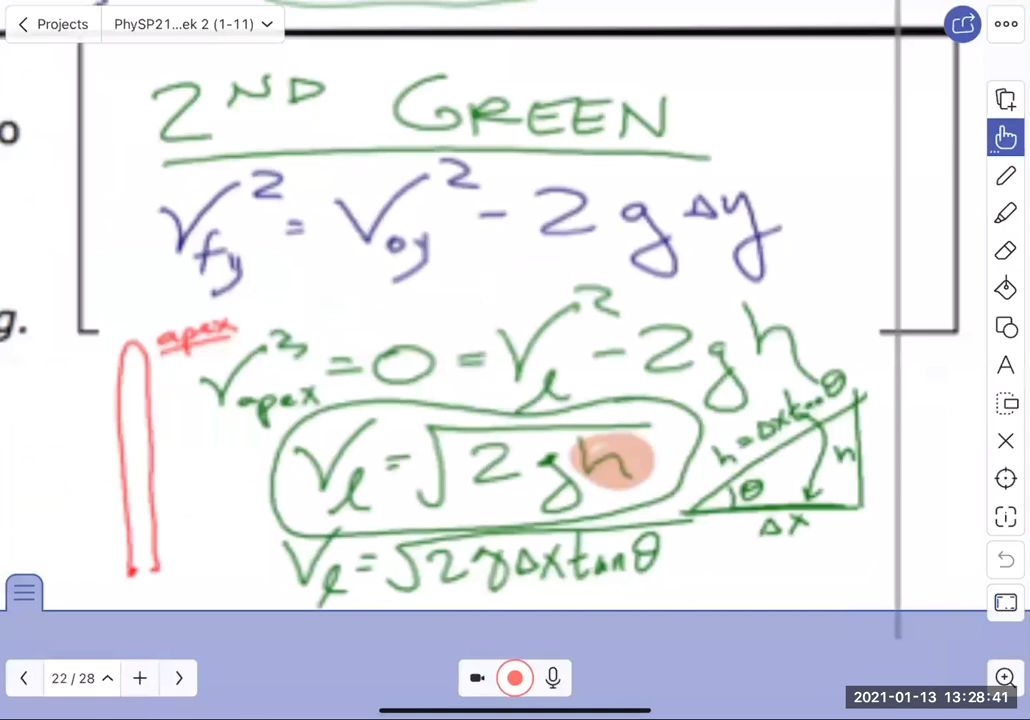 Projects
PhySP21...ek 2 (1-11)
2ND GREEN
Vfy² = Voy² - 2gΔy
g.
apex
Vapex² = 0 = Vl² - 2gh
Vl = √2gh
h = Δx tan θ
h
θ
Δx
Vl = √2gΔx tan θ
22 / 28
2021-01-13 13:28:41